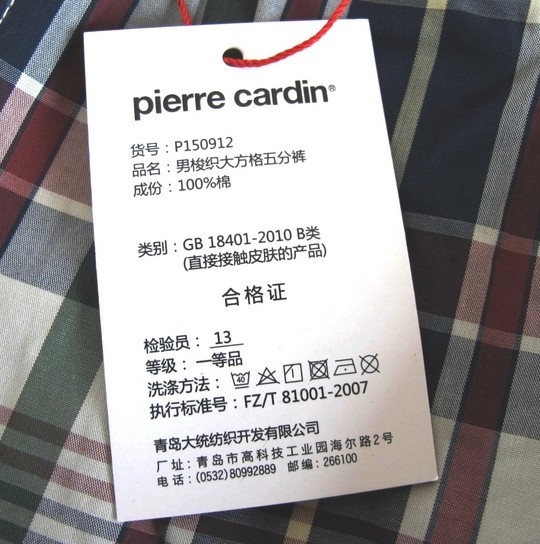 pierre cardin®
货号：P150912
品名：男梭织大方格五分裤
成份：100%棉
类别：GB 18401-2010 B类
(直接接触皮肤的产品)
合格证
检验员： 13
等级： 一等品
洗涤方法： 40
执行标准号：FZ/T 81001-2007
青岛大统纺织开发有限公司
厂 址：青岛市高科技工业园海尔路2号
电 话：(0532)80992889 邮编：266100